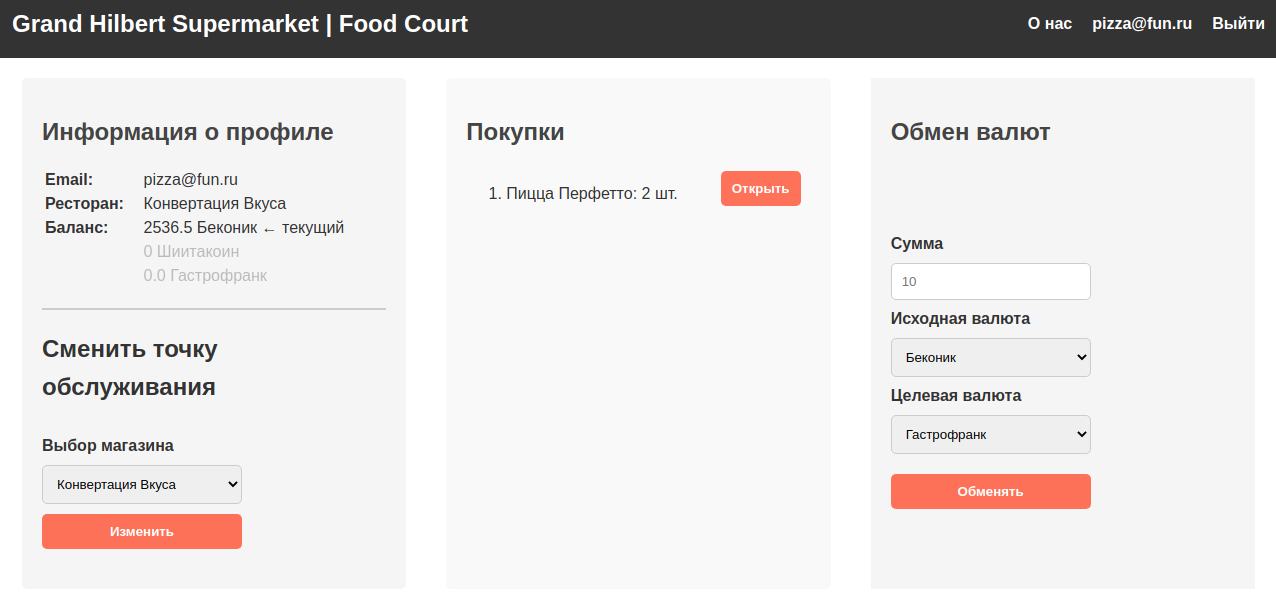 Grand Hilbert Supermarket | Food Court
О нас pizza@fun.ru Выйти
Информация о профиле
Email: pizza@fun.ru
Ресторан: Конвертация Вкуса
Баланс: 2536.5 Беконик ← текущий
0 Шиитакоин
0.0 Гастрофранк
Сменить точку
обслуживания
Выбор магазина
Конвертация Вкуса
Изменить
Покупки
1. Пицца Перфетто: 2 шт. Открыть
Обмен валют
Сумма
10
Исходная валюта
Беконик
Целевая валюта
Гастрофранк
Обменять